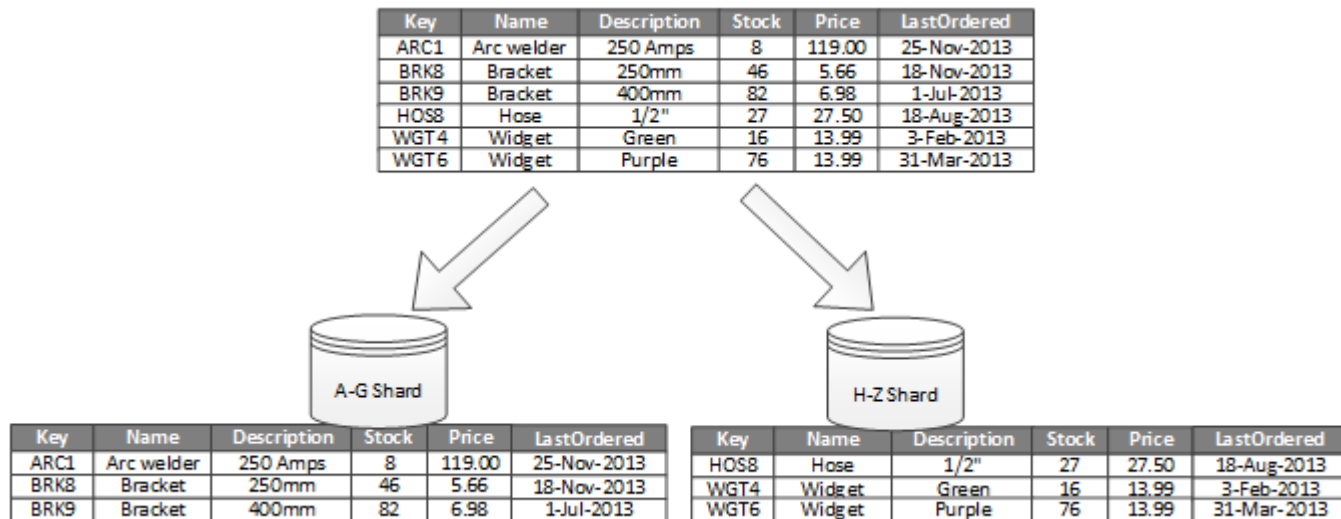 Key Name Description Stock Price LastOrdered
ARC1 Arc welder 250 Amps 8 119.00 25-Nov-2013
BRK8 Bracket 250mm 46 5.66 18-Nov-2013
BRK9 Bracket 400mm 82 6.98 1-Jul-2013
HOS8 Hose 1/2" 27 27.50 18-Aug-2013
WGT4 Widget Green 16 13.99 3-Feb-2013
WGT6 Widget Purple 76 13.99 31-Mar-2013
A-G Shard
Key Name Description Stock Price LastOrdered
ARC1 Arc welder 250 Amps 8 119.00 25-Nov-2013
BRK8 Bracket 250mm 46 5.66 18-Nov-2013
BRK9 Bracket 400mm 82 6.98 1-Jul-2013
H-Z Shard
Key Name Description Stock Price LastOrdered
HOS8 Hose 1/2" 27 27.50 18-Aug-2013
WGT4 Widget Green 16 13.99 3-Feb-2013
WGT6 Widget Purple 76 13.99 31-Mar-2013